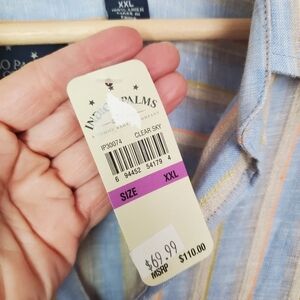 XXL
INDIGO PALMS
IP30074
CLEAR SKY
6 94452 54179 4
SIZE XXL
$69.99
MSRP $110.00